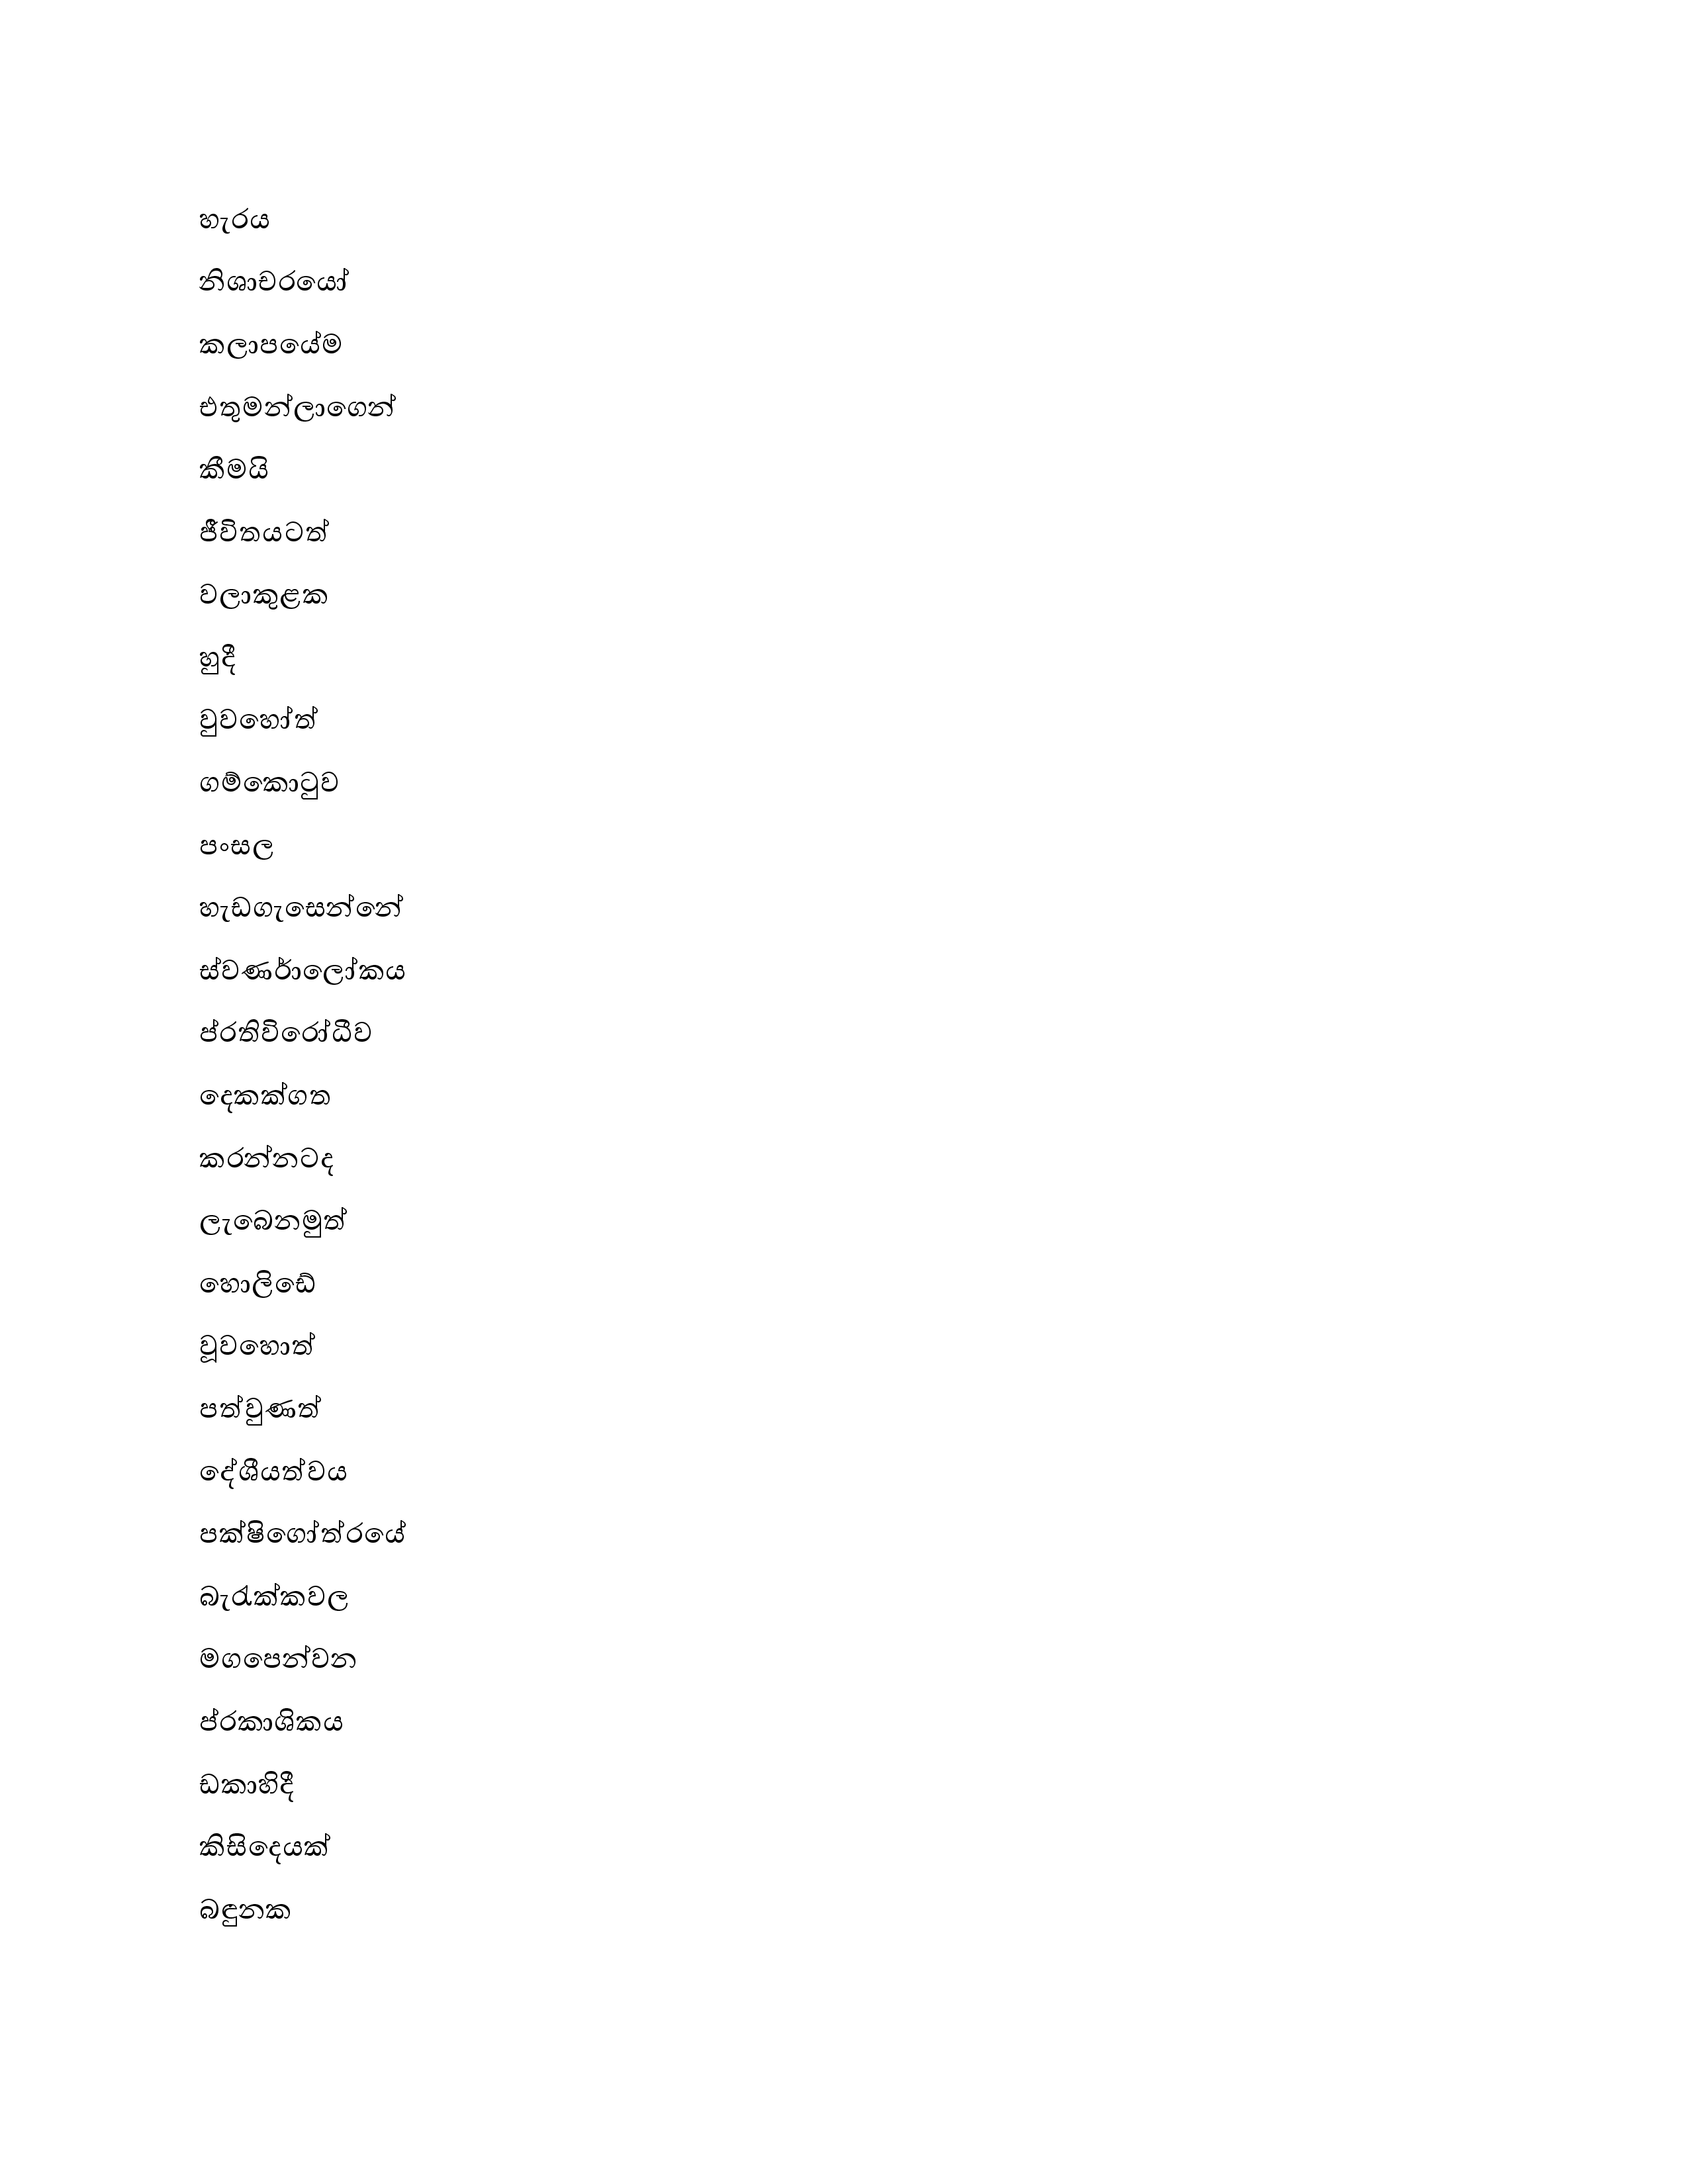 හැරය
නිශාචරයෝ
කලාපයේම
එතුමන්ලාගෙන්
කීමයි
ජීවිතයටත්
වලාකුළක
හුදී
වුවහෝත්
ගම්කොටුව
පංසල
හැඩගැසෙන්නේ
ස්වර්ණාලෝකය
ප්රතිවිරෝධීව
දෙකක්ගත
කරන්නටද
ලැබෙනමුත්
හොලිඩේ
වූවහොත්
පත්වුණත්
දේශීයත්වය
පක්ෂිගෝත්රයේ
බැරැක්කවල
මගපෙන්වන
ප්රකාශිකය
ඩකාහිදී
කිසිදෙයක්
බඳුනක